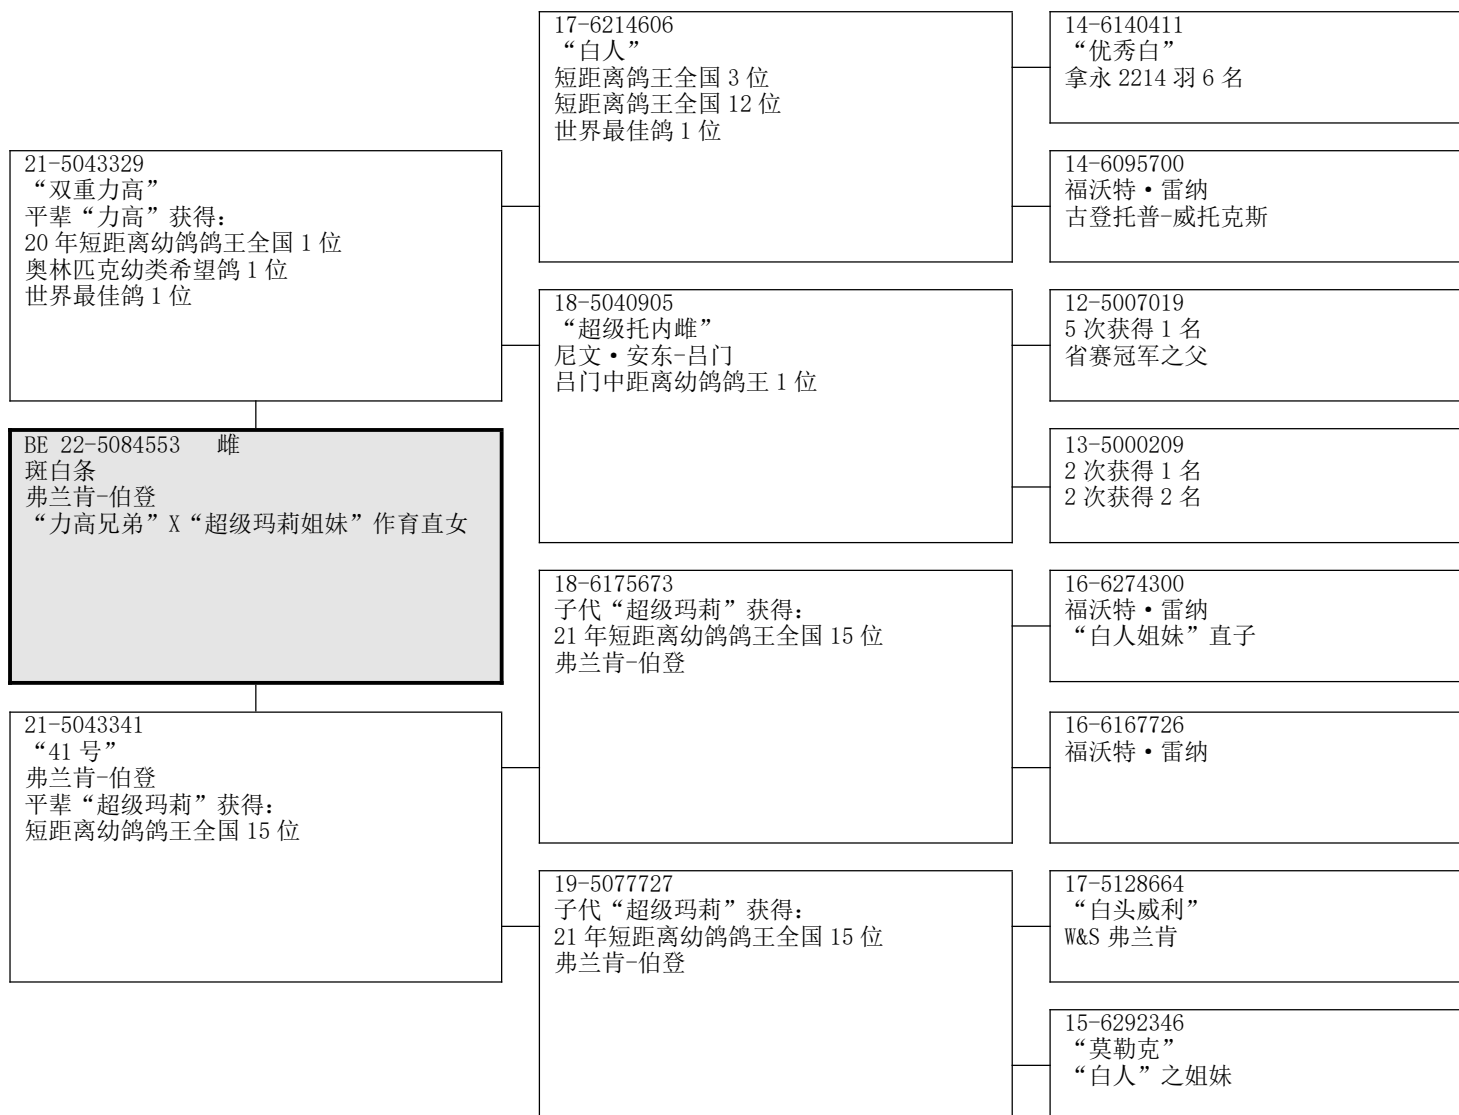 21-5043329
“双重力高”
平辈“力高”获得：
20 年短距离幼鸽鸽王全国 1 位
奥林匹克幼类希望鸽 1 位
世界最佳鸽 1 位
BE 22-5084553 雌
斑白条
弗兰肯-伯登
“力高兄弟”X“超级玛莉姐妹”作育直女
21-5043341
“41 号”
弗兰肯-伯登
平辈“超级玛莉”获得：
短距离幼鸽鸽王全国 15 位
17-6214606
“白人”
短距离鸽王全国 3 位
短距离鸽王全国 12 位
世界最佳鸽 1 位
18-5040905
“超级托内雌”
尼文•安东-吕门
吕门中距离幼鸽鸽王 1 位
18-6175673
子代“超级玛莉”获得：
21 年短距离幼鸽鸽王全国 15 位
弗兰肯-伯登
19-5077727
子代“超级玛莉”获得：
21 年短距离幼鸽鸽王全国 15 位
弗兰肯-伯登
14-6140411
“优秀白”
拿永 2214 羽 6 名
14-6095700
福沃特•雷纳
古登托普-威托克斯
12-5007019
5 次获得 1 名
省赛冠军之父
13-5000209
2 次获得 1 名
2 次获得 2 名
16-6274300
福沃特•雷纳
“白人姐妹”直子
16-6167726
福沃特•雷纳
17-5128664
“白头威利”
W&S 弗兰肯
15-6292346
“莫勒克”
“白人”之姐妹